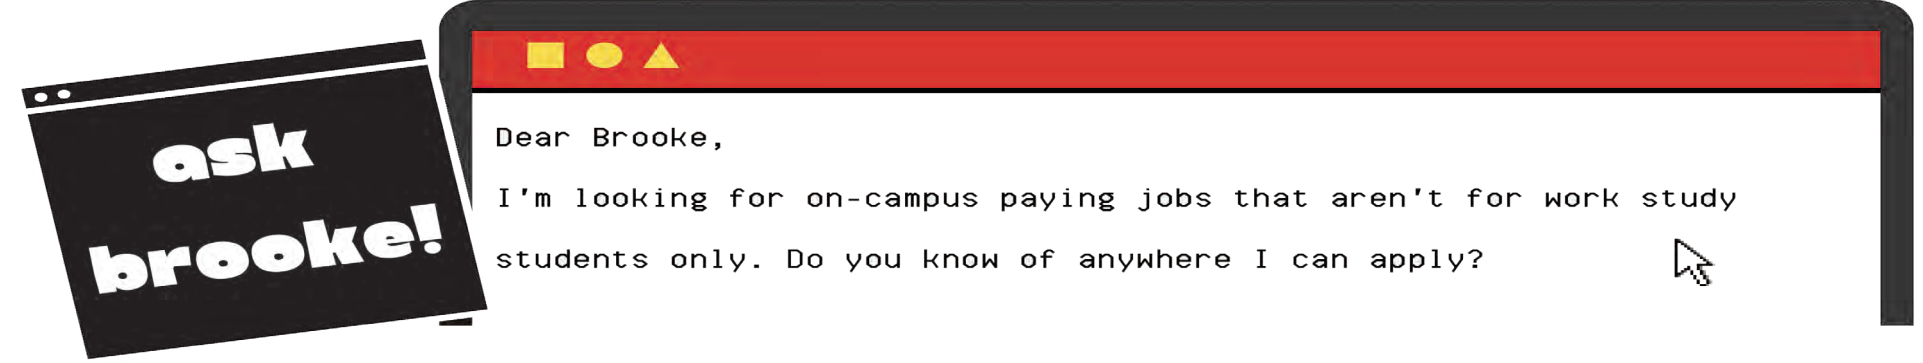 ask
brooke!
Dear Brooke,
I'm looking for on-campus paying jobs that aren't for work study
students only. Do you know of anywhere I can apply?